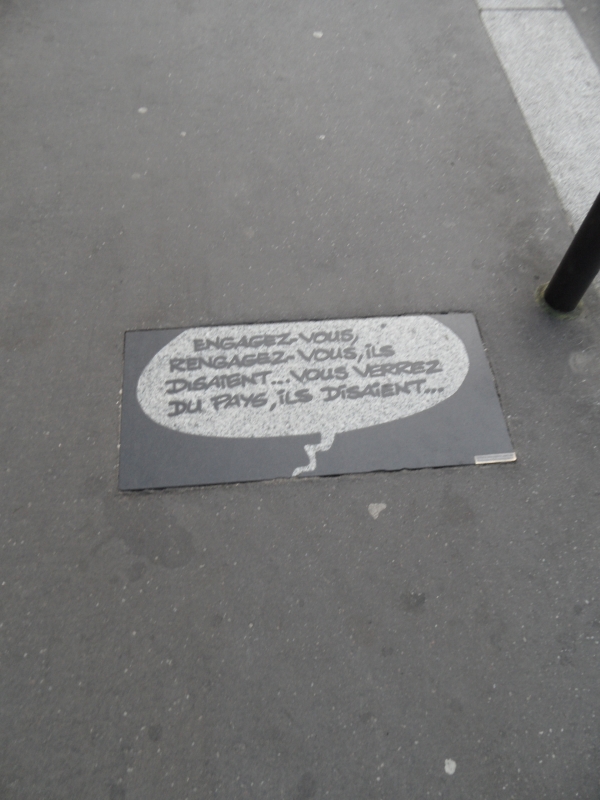 ENGAGEZ-VOUS,
RENGAGEZ-VOUS, iLS
DISAIENT...VOUS VERREZ
DU PAYS, iLS DiSAiENT...